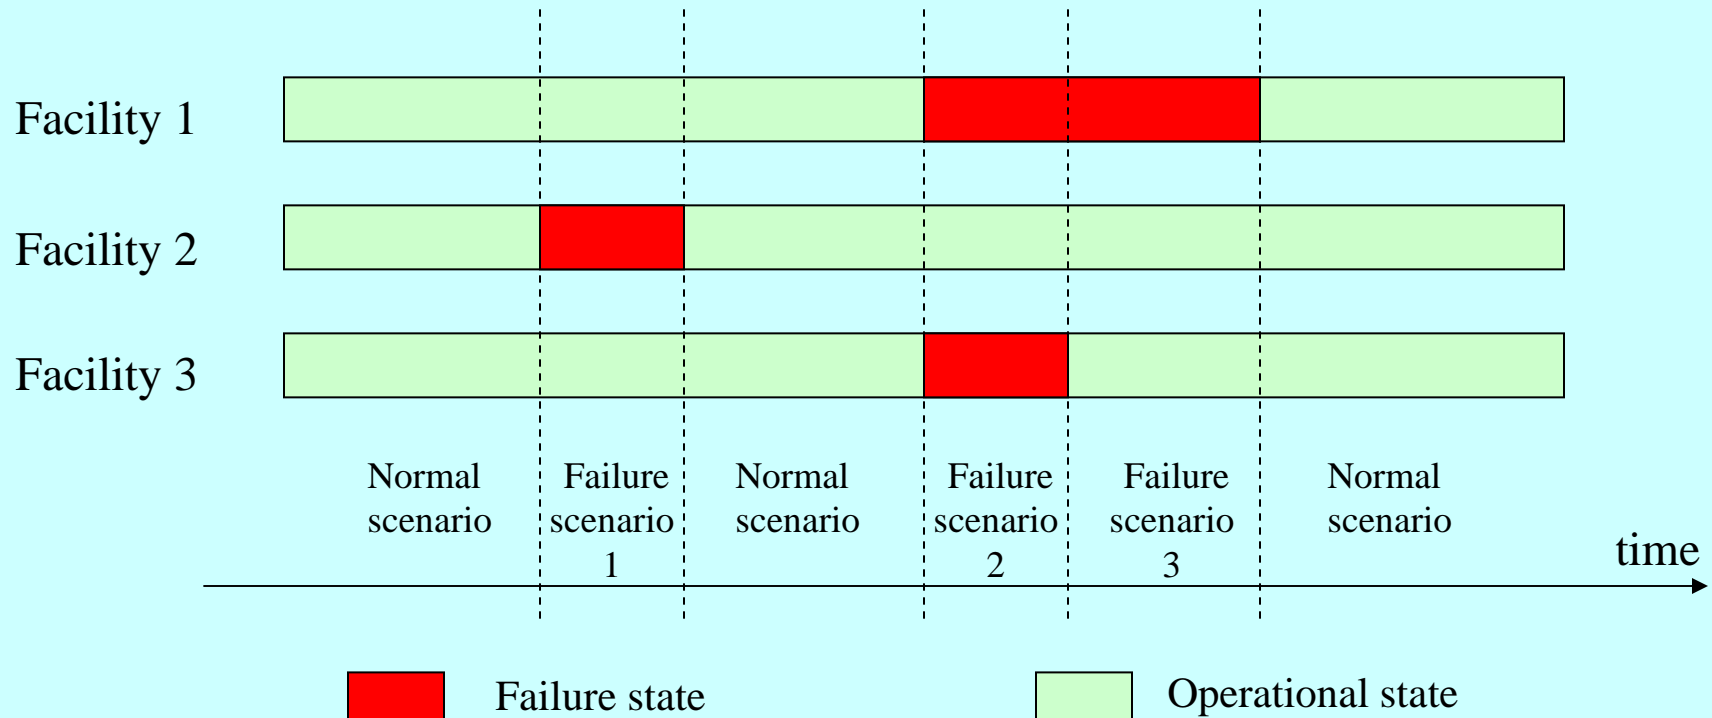 Facility 1
Facility 2
Facility 3
Normal
scenario
Failure
scenario
1
Normal
scenario
Failure
scenario
2
Failure
scenario
3
Normal
scenario
time
Failure state
Operational state